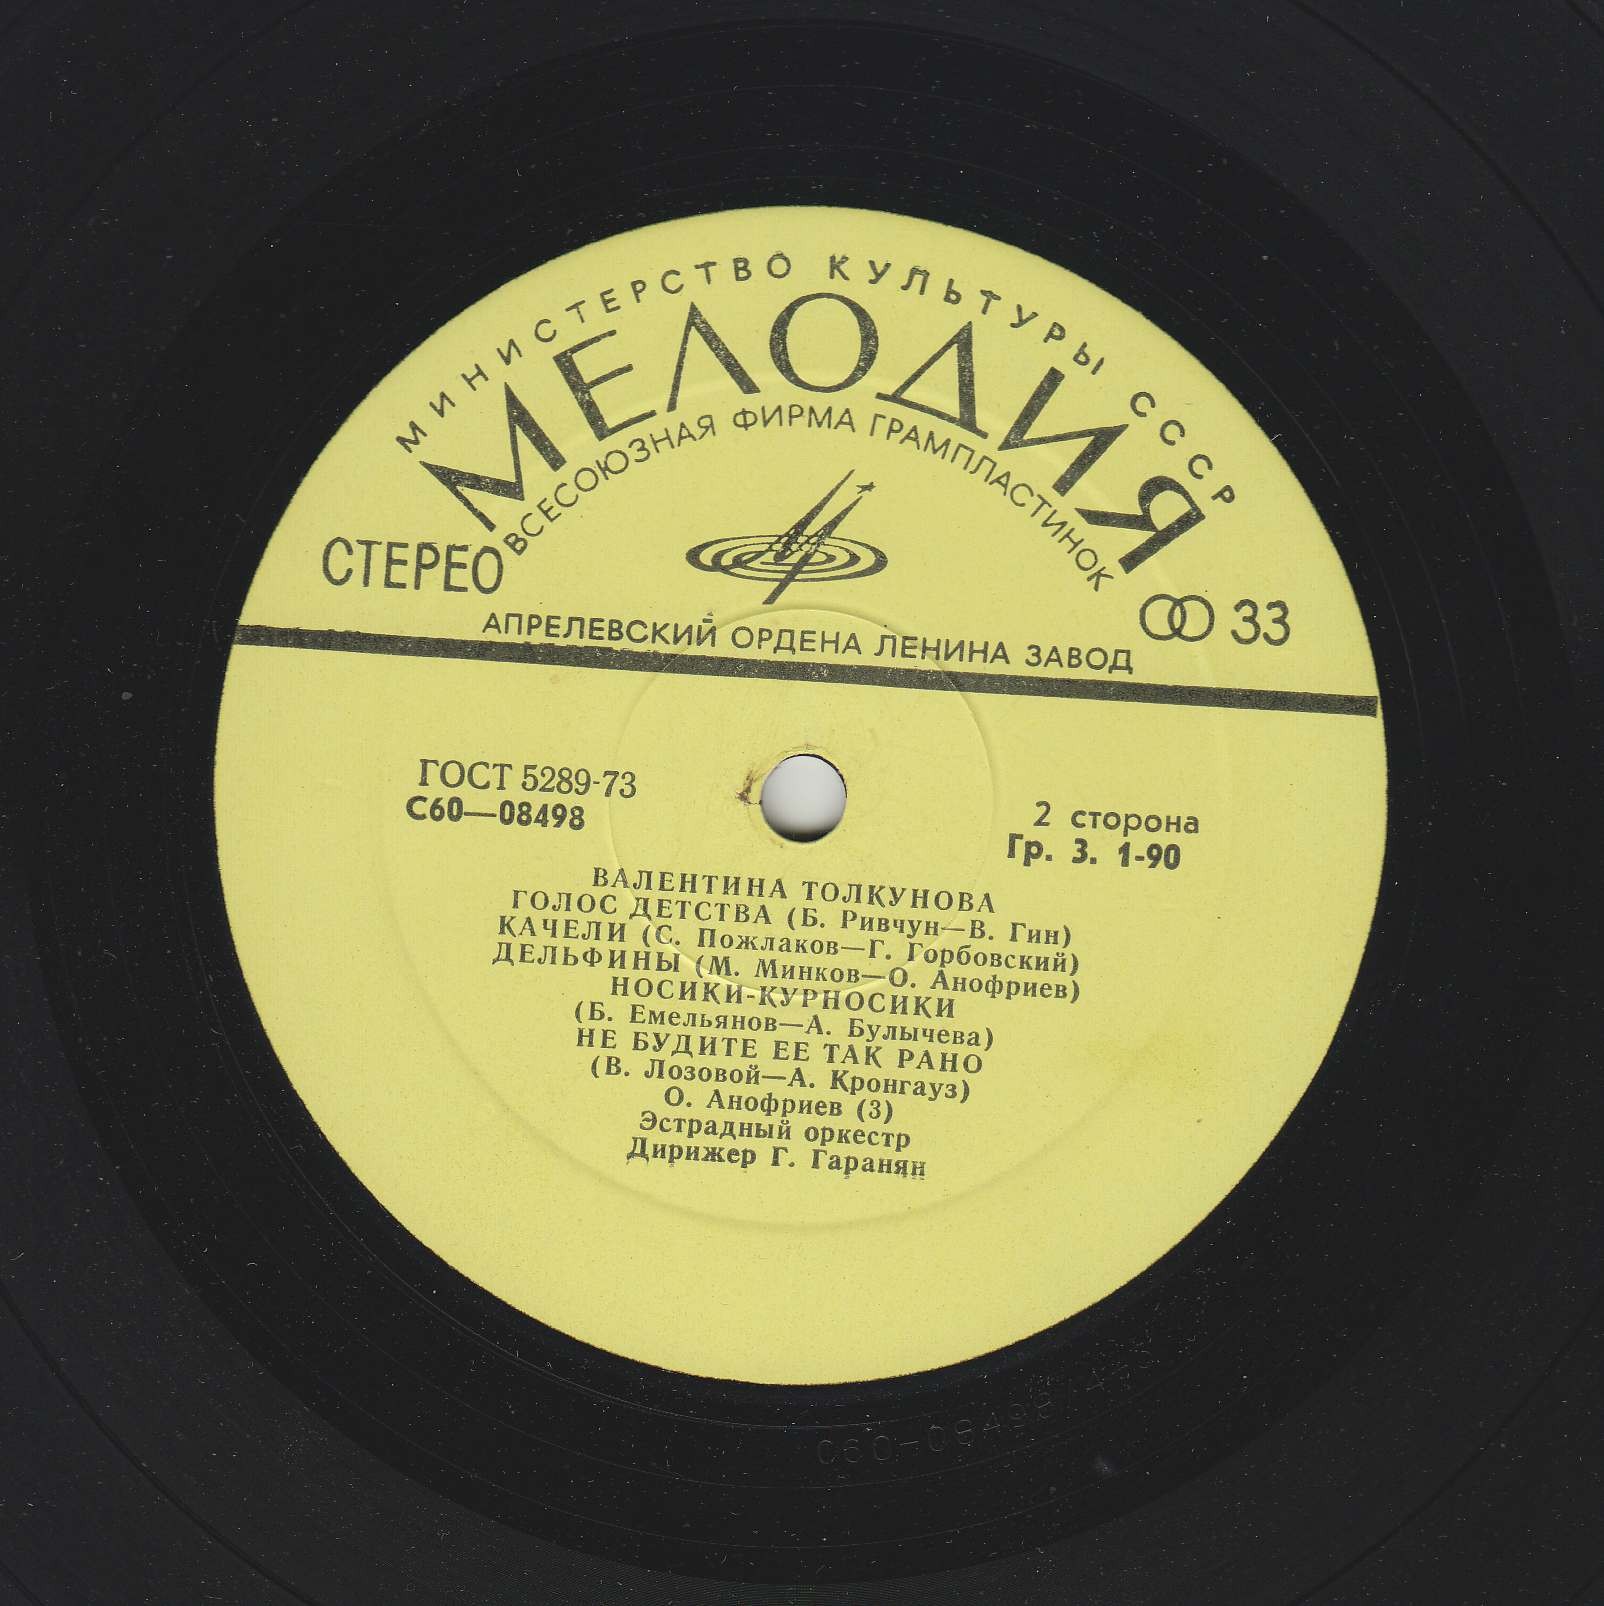 МИНИСТЕРСТВО КУЛЬТУРЫ СССР
МЕЛОДИЯ
ВСЕСОЮЗНАЯ ФИРМА ГРАМПЛАСТИНОК
СТЕРЕО
33
АПРЕЛЕВСКИЙ ОРДЕНА ЛЕНИНА ЗАВОД
ГОСТ 5289-73
С60—08498
2 сторона
Гр. 3. 1-90
ВАЛЕНТИНА ТОЛКУНОВА
ГОЛОС ДЕТСТВА (Б. Ривчун—В. Гин)
КАЧЕЛИ (С. Пожлаков—Г. Горбовский)
ДЕЛЬФИНЫ (М. Минков—О. Анофриев)
НОСИКИ-КУРНОСИКИ
(Б. Емельянов—А. Булычева)
НЕ БУДИТЕ ЕЕ ТАК РАНО
(В. Лозовой—А. Кронгауз)
О. Анофриев (3)
Эстрадный оркестр
Дирижер Г. Гаранян
С60-08498